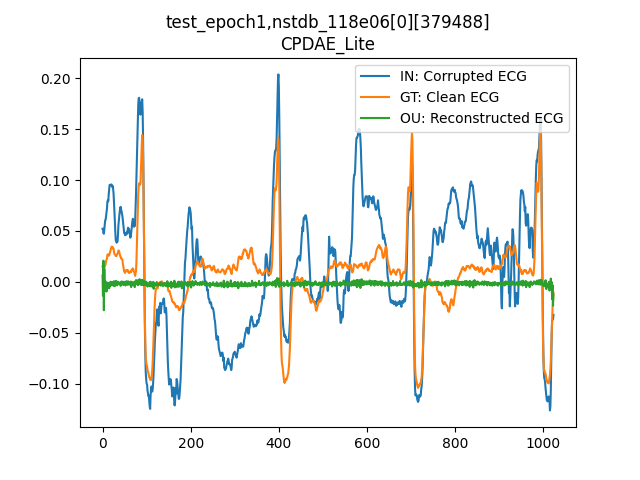 test_epoch1,nstdb_118e06[0][379488]
CPDAE_Lite
IN: Corrupted ECG
GT: Clean ECG
OU: Reconstructed ECG
0.20
0.15
0.10
0.05
0.00
−0.05
−0.10
0 200 400 600 800 1000